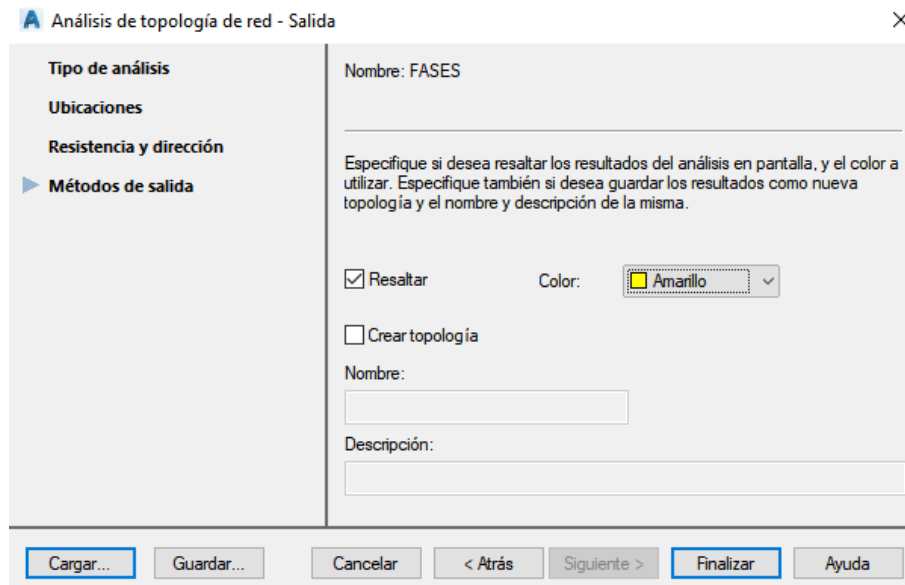 Análisis de topología de red - Salida
Tipo de análisis
Ubicaciones
Resistencia y dirección
Métodos de salida
Nombre: FASES
Especifique si desea resaltar los resultados del análisis en pantalla, y el color a
utilizar. Especifique también si desea guardar los resultados como nueva
topología y el nombre y descripción de la misma.
Resaltar
Color:
Amarillo
Crear topología
Nombre:
Descripción:
Cargar...
Guardar...
Cancelar
< Atrás
Siguiente >
Finalizar
Ayuda